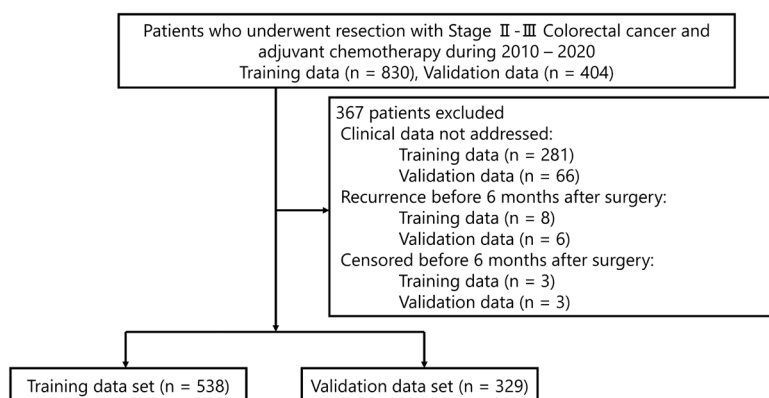 Patients who underwent resection with Stage Ⅱ-Ⅲ Colorectal cancer and
adjuvant chemotherapy during 2010 – 2020
Training data (n = 830), Validation data (n = 404)
367 patients excluded
Clinical data not addressed:
Training data (n = 281)
Validation data (n = 66)
Recurrence before 6 months after surgery:
Training data (n = 8)
Validation data (n = 6)
Censored before 6 months after surgery:
Training data (n = 3)
Validation data (n = 3)
Training data set (n = 538)
Validation data set (n = 329)